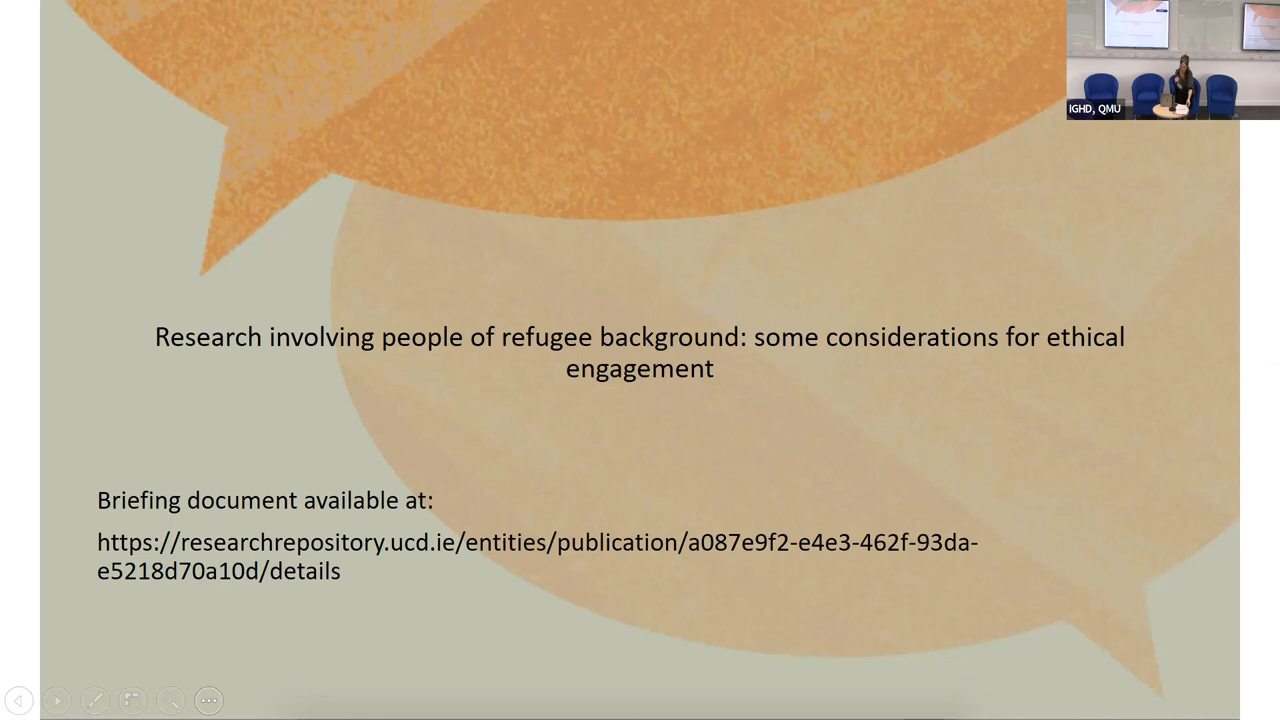 IGHD, QMU
Research involving people of refugee background: some considerations for ethical
engagement
Briefing document available at:
https://researchrepository.ucd.ie/entities/publication/a087e9f2-e4e3-462f-93da-
e5218d70a10d/details